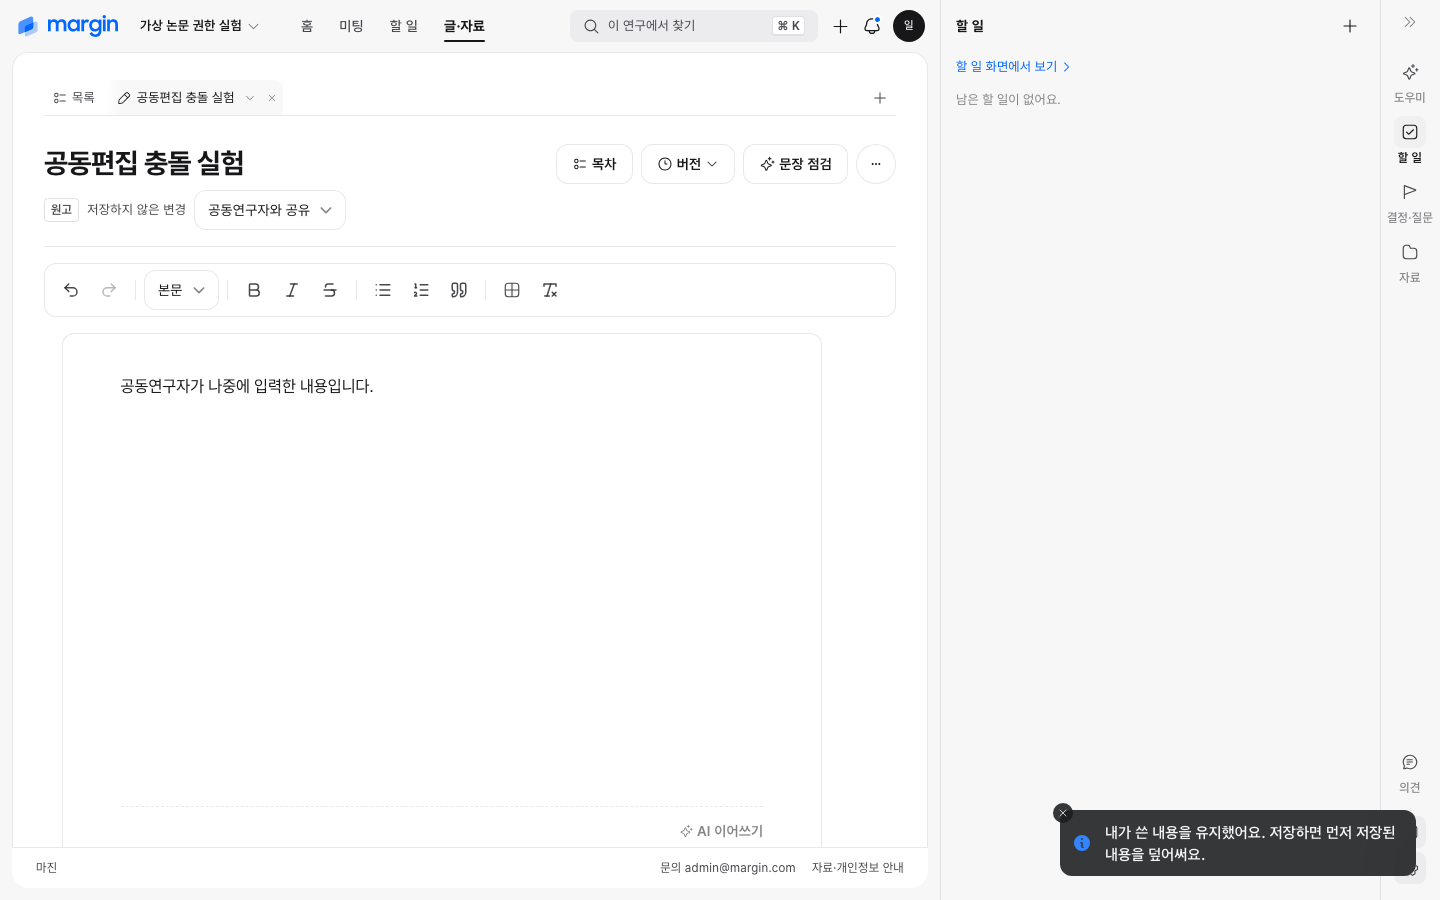 margin
가상 논문 권한 실험
홈
미팅
할 일
글·자료
이 연구에서 찾기
⌘ K
일
목록
공동편집 충돌 실험
공동편집 충돌 실험
목차
버전
문장 점검
원고
저장하지 않은 변경
공동연구자와 공유
본문
공동연구자가 나중에 입력한 내용입니다.
AI 이어쓰기
마진
문의 admin@margin.com
자료·개인정보 안내
할 일
할 일 화면에서 보기
남은 할 일이 없어요.
도우미
할 일
결정·질문
자료
의견
내가 쓴 내용을 유지했어요. 저장하면 먼저 저장된
내용을 덮어써요.